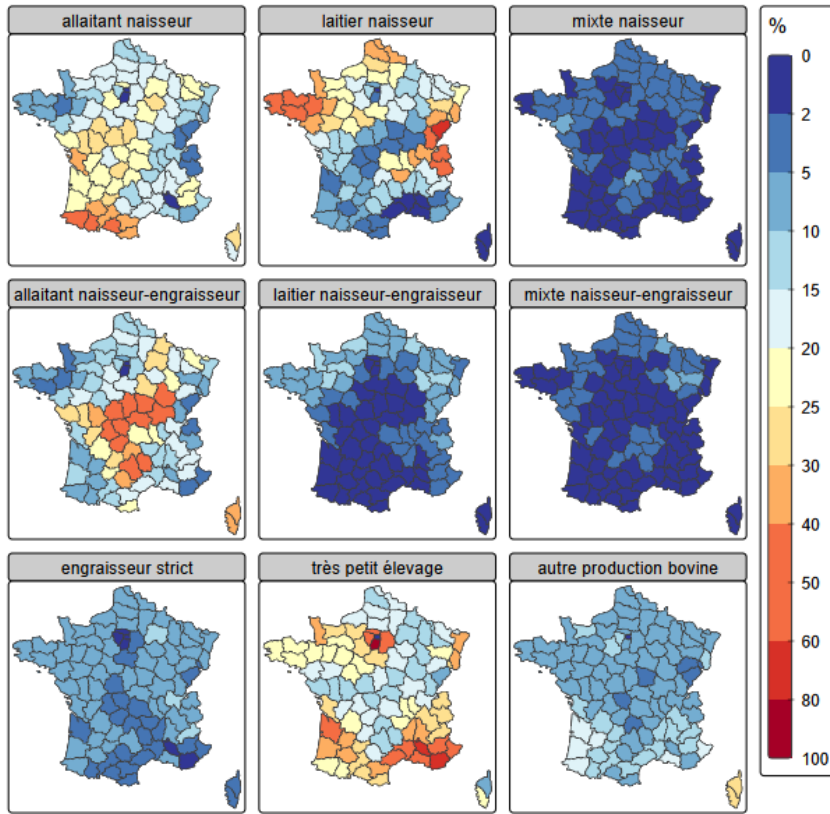 allaitant naisseur
laitier naisseur
mixte naisseur
%
0
2
5
10
15
20
25
30
40
50
60
80
100
allaitant naisseur-engraisseur
laitier naisseur-engraisseur
mixte naisseur-engraisseur
engraisseur strict
très petit élevage
autre production bovine